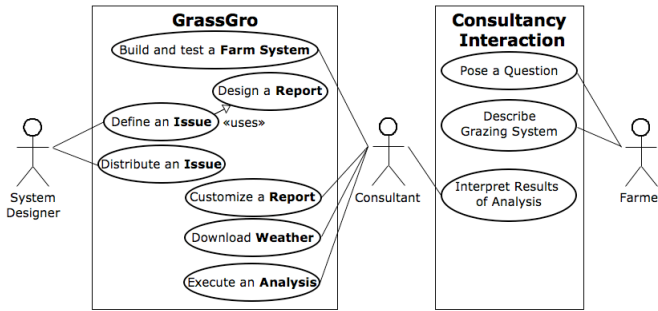 GrassGro
Build and test a Farm System
Design a Report
Define an Issue
«uses»
Distribute an Issue
Customize a Report
Download Weather
Execute an Analysis
System
Designer
Consultant
Consultancy
Interaction
Pose a Question
Describe
Grazing System
Interpret Results
of Analysis
Farme